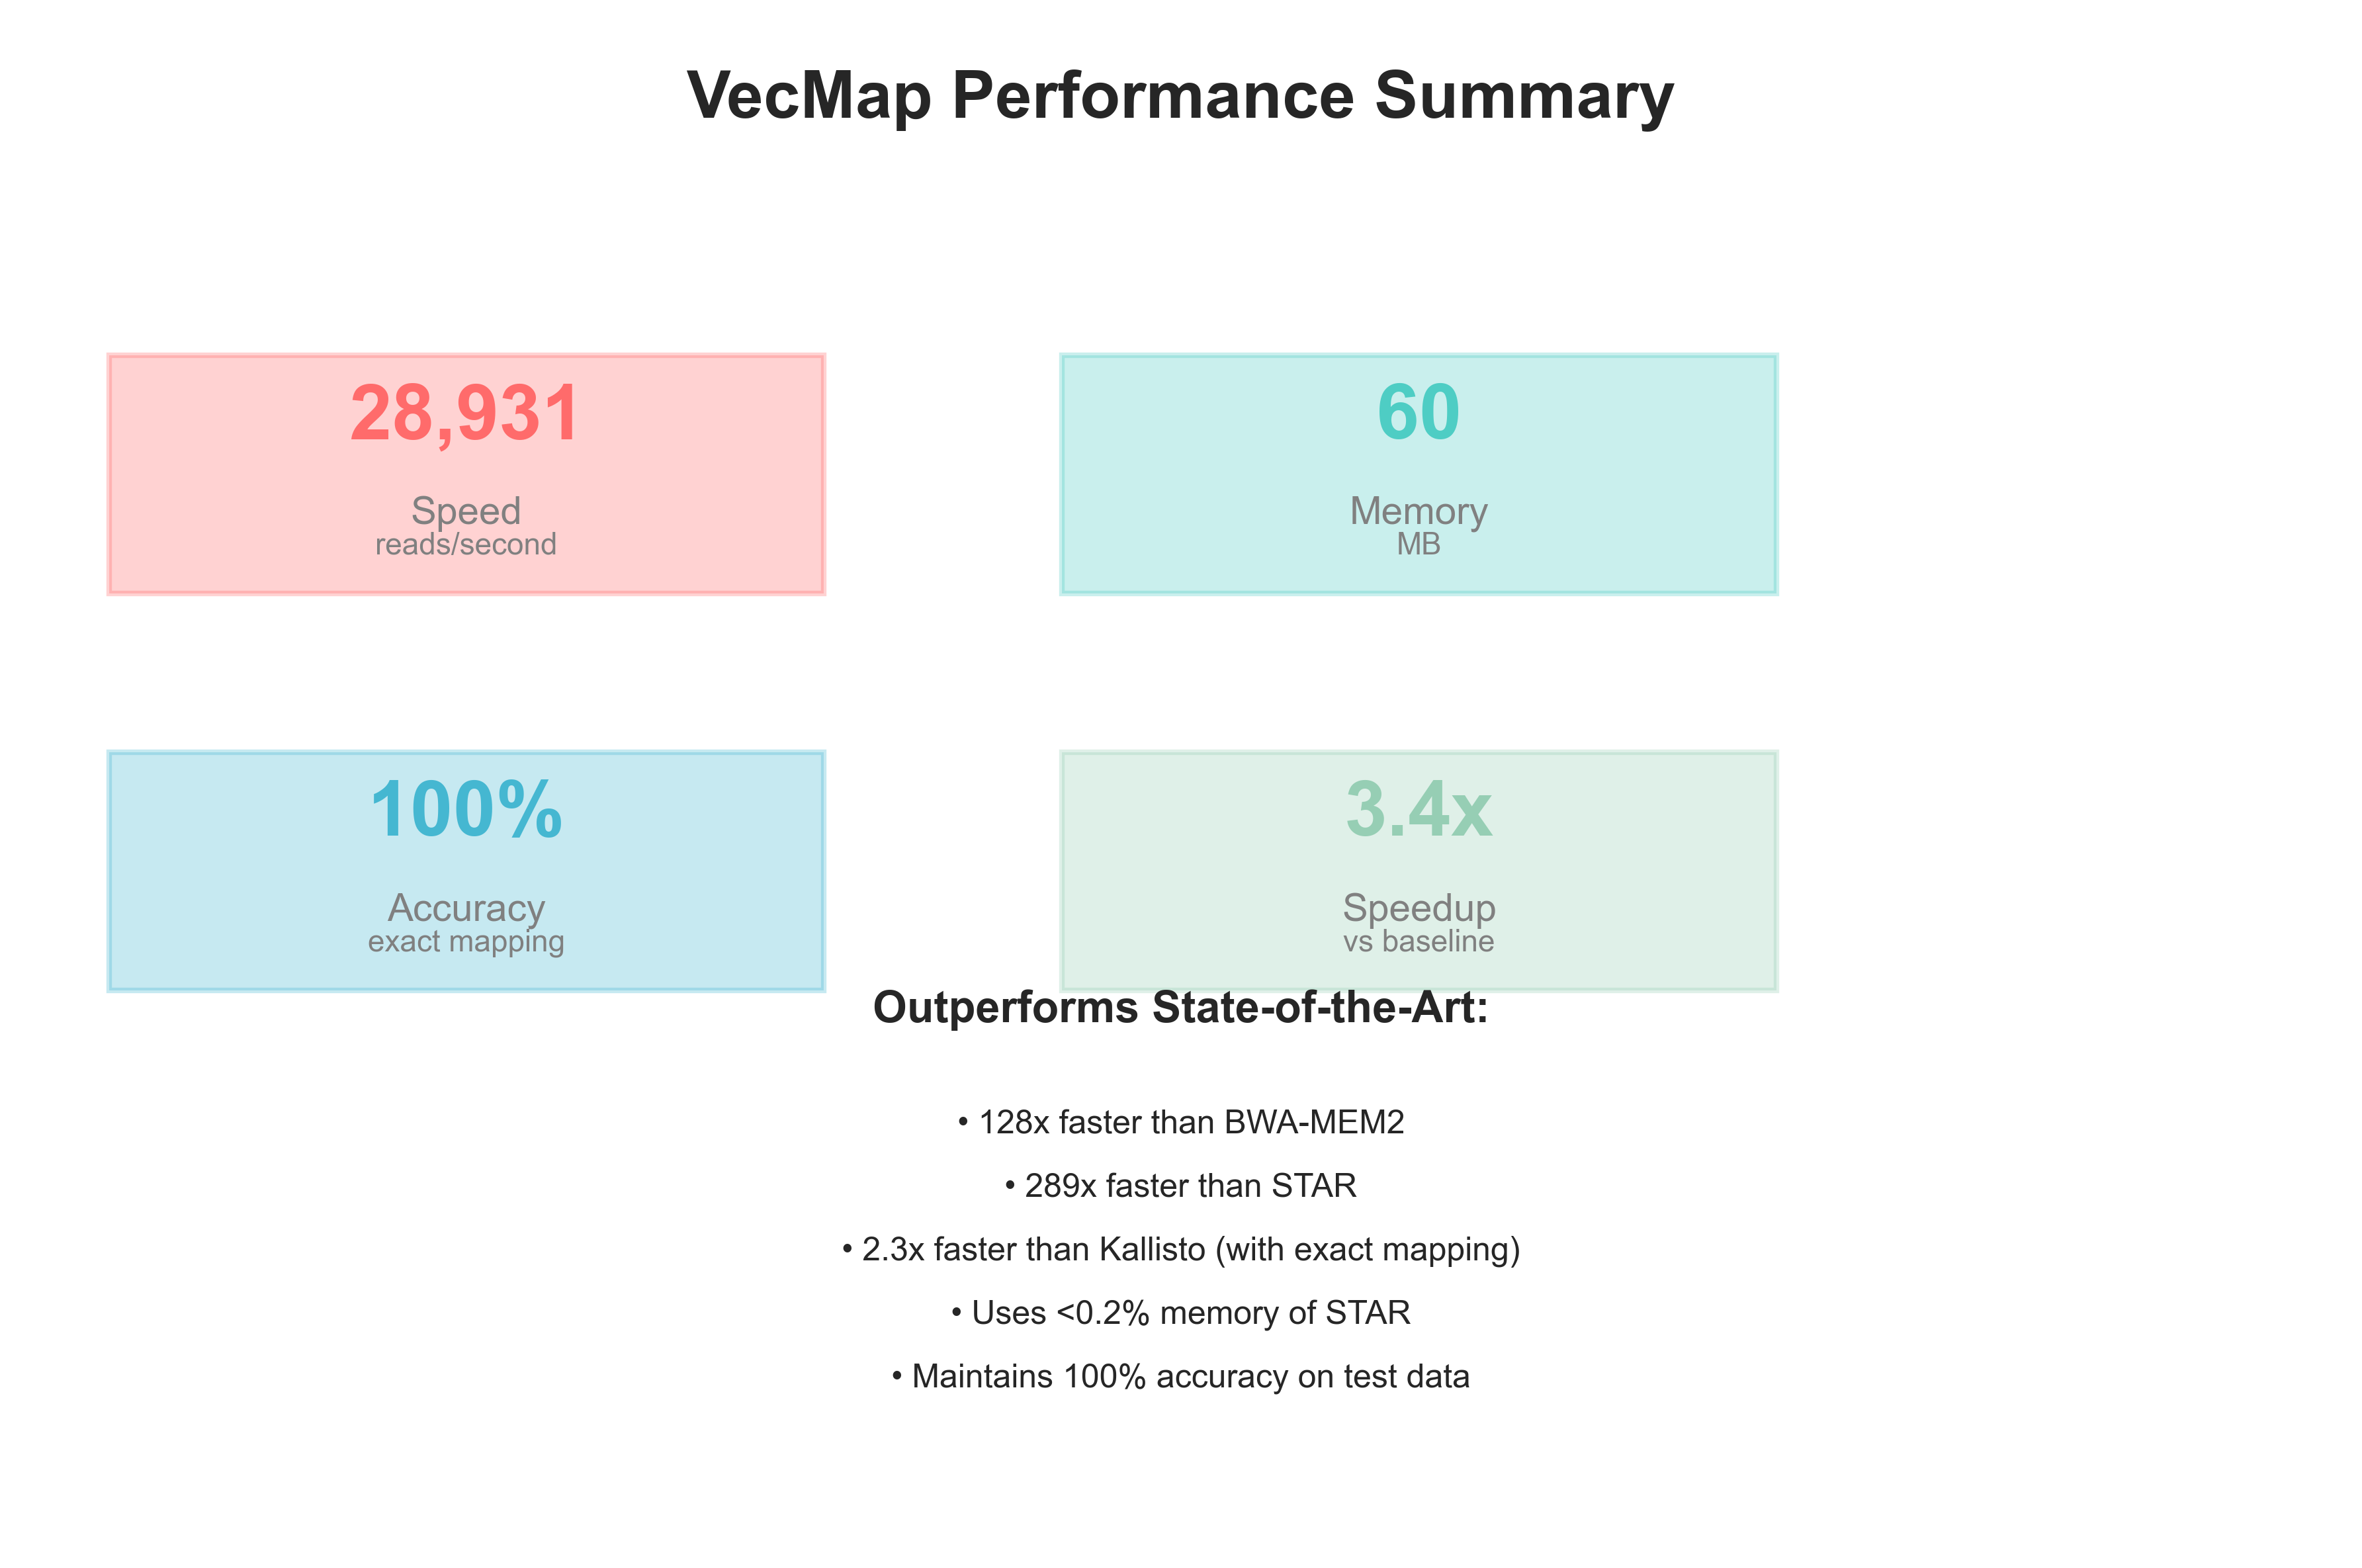 VecMap Performance Summary
28,931
Speed
reads/second
60
Memory
MB
100%
Accuracy
exact mapping
3.4x
Speedup
vs baseline
Outperforms State-of-the-Art:
• 128x faster than BWA-MEM2
• 289x faster than STAR
• 2.3x faster than Kallisto (with exact mapping)
• Uses <0.2% memory of STAR
• Maintains 100% accuracy on test data